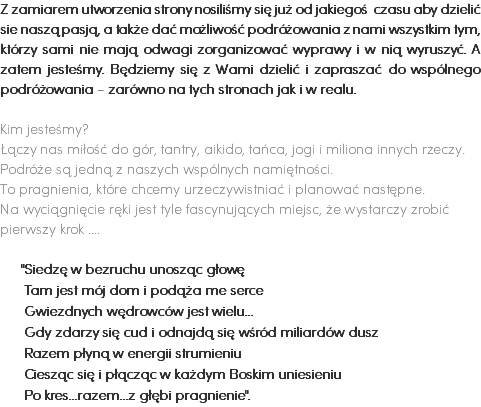 Z zamiarem utworzenia strony nosiliśmy się już od jakiegoś czasu aby dzielić
sie naszą pasją, a także dać możliwość podróżowania z nami wszystkim tym,
którzy sami nie mają odwagi zorganizować wyprawy i w nią wyruszyć. A
zatem jesteśmy. Będziemy się z Wami dzielić i zapraszać do wspólnego
podróżowania - zarówno na tych stronach jak i w realu.
Kim jesteśmy?
Łączy nas miłość do gór, tantry, aikido, tańca, jogi i miliona innych rzeczy.
Podróże są jedną z naszych wspólnych namiętności.
To pragnienia, które chcemy urzeczywistniać i planować następne.
Na wyciągnięcie ręki jest tyle fascynujących miejsc, że wystarczy zrobić
pierwszy krok ....
"Siedzę w bezruchu unosząc głowę
Tam jest mój dom i podąża me serce
Gwiezdnych wędrowców jest wielu...
Gdy zdarzy się cud i odnajdą się wśród miliardów dusz
Razem płyną w energii strumieniu
Ciesząc się i płącząc w każdym Boskim uniesieniu
Po kres...razem...z głębi pragnienie".